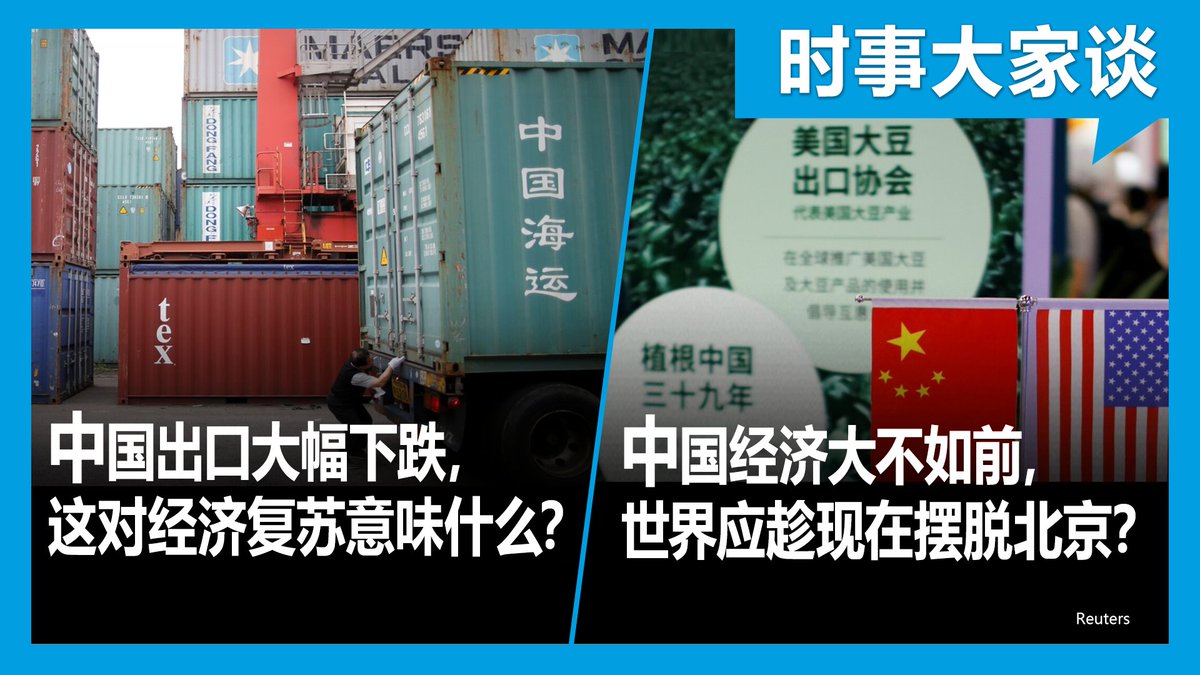 时事大家谈
MAERS
MA
DONG FANG
DONG
tex
tex
中国海运
美国大豆
出口协会
代表美国大豆产业
在全球推广美国大豆
及大豆产品的使用并
倡导互惠
植根中国
三十九年
中国出口大幅下跌,
这对经济复苏意味什么?
中国经济大不如前,
世界应趁现在摆脱北京?
Reuters